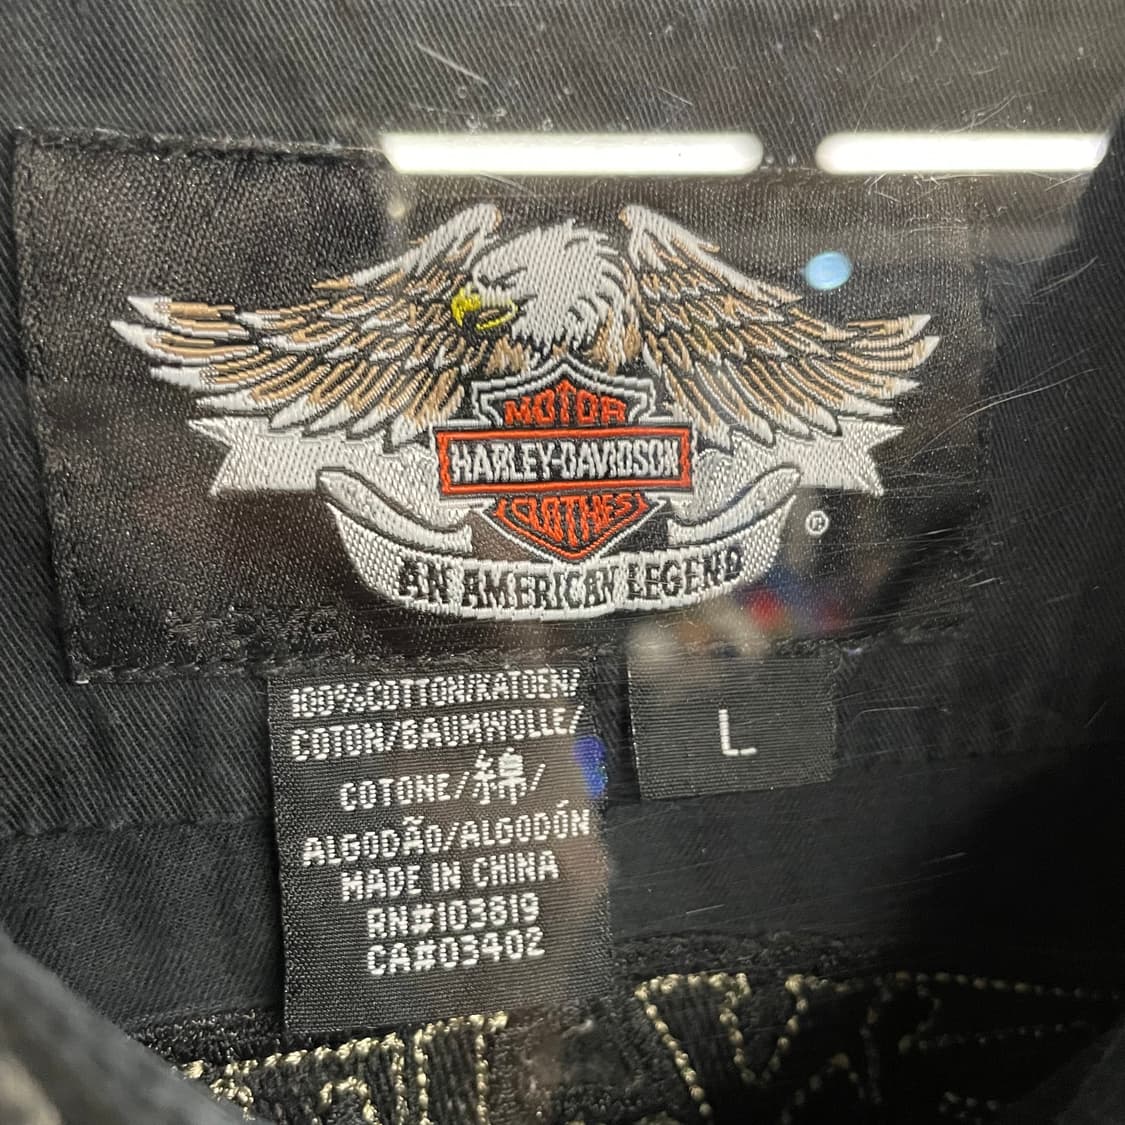 MOTOR
HARLEY-DAVIDSON
CLOTHES
®
AN AMERICAN LEGEND
100%COTTON/KATOEN/
COTON/BAUMWOLLE/
COTONE/綿/
ALGODÃO/ALGODÓN
MADE IN CHINA
RN#103819
CA#03402
L